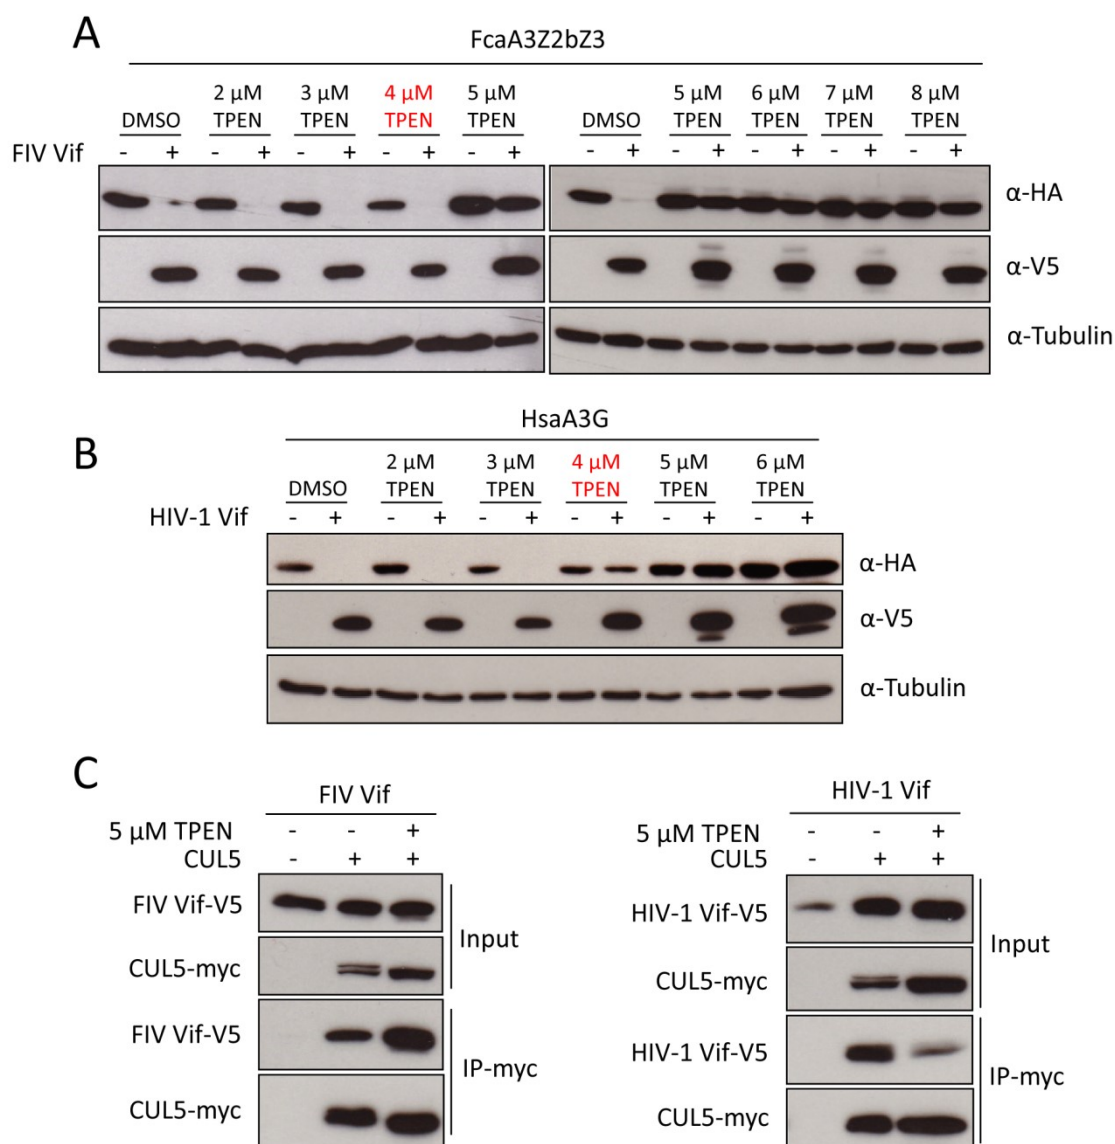 A
FcaA3Z2bZ3
2 μM 3 μM 4 μM 5 μM 5 μM 6 μM 7 μM 8 μM
DMSO TPEN TPEN TPEN TPEN DMSO TPEN TPEN TPEN TPEN
FIV Vif - + - + - + - + - + - + - + - + - + - +
α-HA
α-V5
α-Tubulin
B
HsaA3G
2 μM 3 μM 4 μM 5 μM 6 μM
DMSO TPEN TPEN TPEN TPEN TPEN
HIV-1 Vif - + - + - + - + - + - +
α-HA
α-V5
α-Tubulin
C
FIV Vif
5 μM TPEN - - +
CUL5 - + +
FIV Vif-V5
CUL5-myc
Input
FIV Vif-V5
CUL5-myc
IP-myc
HIV-1 Vif
5 μM TPEN - - +
CUL5 - + +
HIV-1 Vif-V5
CUL5-myc
Input
HIV-1 Vif-V5
CUL5-myc
IP-myc